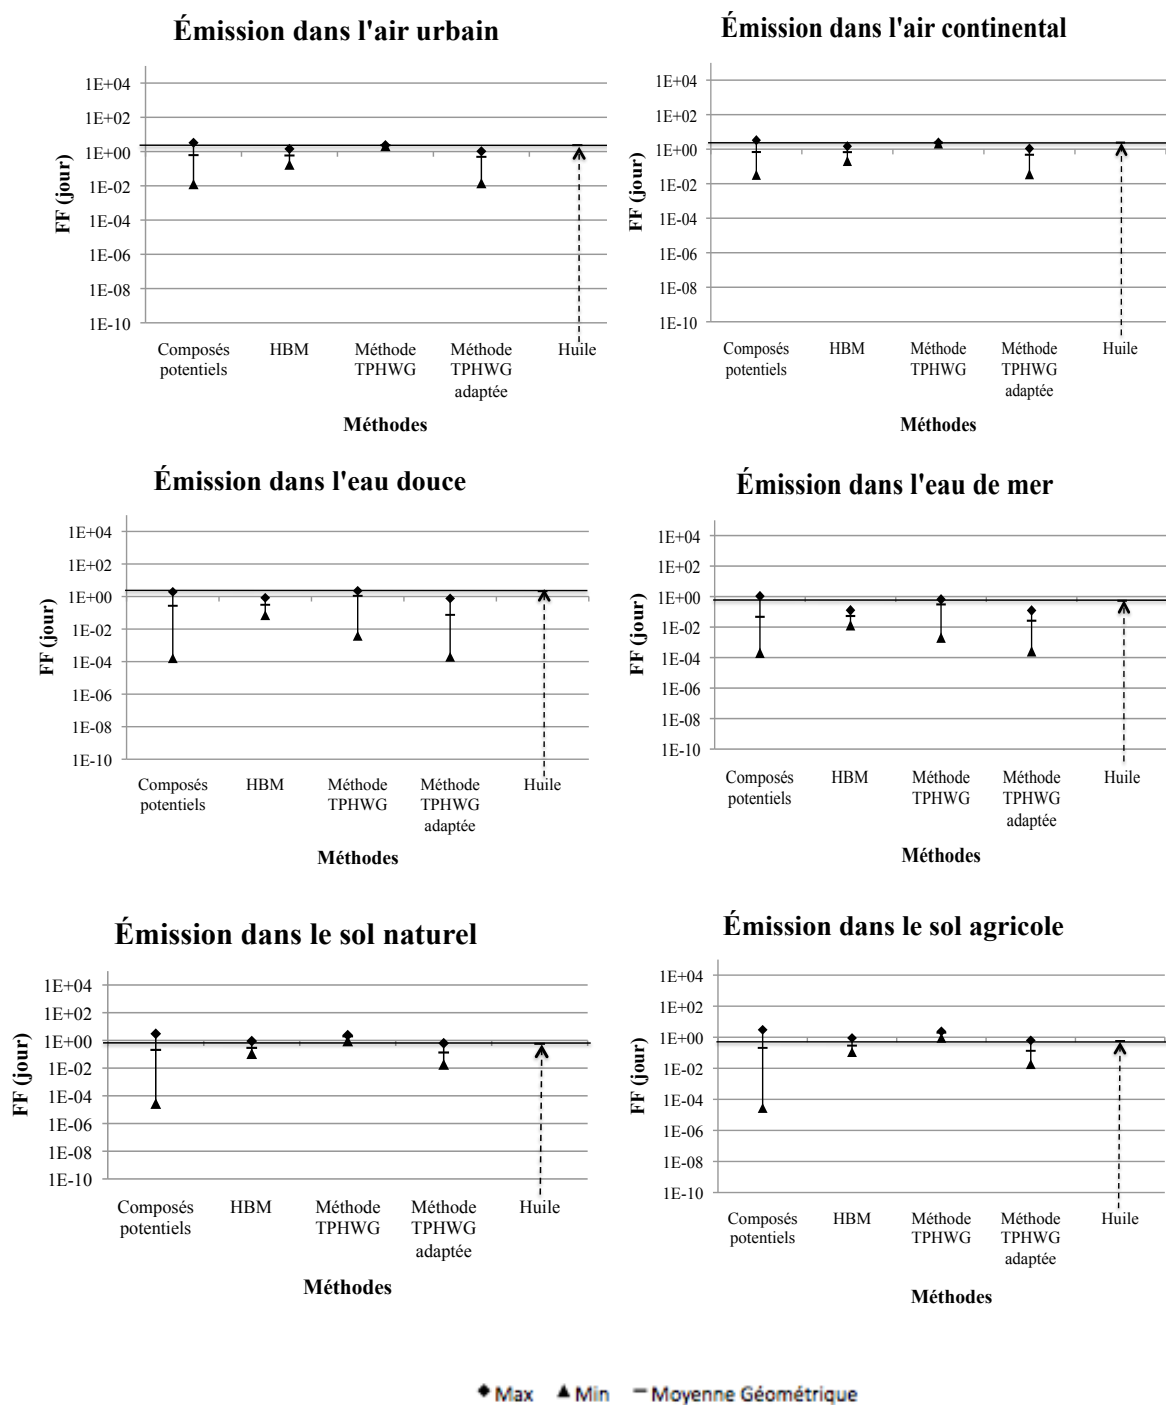 Émission dans l'air urbain
FF (jour)
1E+04
1E+02
1E+00
1E-02
1E-04
1E-06
1E-08
1E-10
Composés potentiels
HBM
Méthode TPHWG
Méthode TPHWG adaptée
Huile
Méthodes
Émission dans l'air continental
FF (jour)
1E+04
1E+02
1E+00
1E-02
1E-04
1E-06
1E-08
1E-10
Composés potentiels
HBM
Méthode TPHWG
Méthode TPHWG adaptée
Huile
Méthodes
Émission dans l'eau douce
FF (jour)
1E+04
1E+02
1E+00
1E-02
1E-04
1E-06
1E-08
1E-10
Composés potentiels
HBM
Méthode TPHWG
Méthode TPHWG adaptée
Huile
Méthodes
Émission dans l'eau de mer
FF (jour)
1E+04
1E+02
1E+00
1E-02
1E-04
1E-06
1E-08
1E-10
Composés potentiels
HBM
Méthode TPHWG
Méthode TPHWG adaptée
Huile
Méthodes
Émission dans le sol naturel
FF (jour)
1E+04
1E+02
1E+00
1E-02
1E-04
1E-06
1E-08
1E-10
Composés potentiels
HBM
Méthode TPHWG
Méthode TPHWG adaptée
Huile
Méthodes
Émission dans le sol agricole
FF (jour)
1E+04
1E+02
1E+00
1E-02
1E-04
1E-06
1E-08
1E-10
Composés potentiels
HBM
Méthode TPHWG
Méthode TPHWG adaptée
Huile
Méthodes
Max Min Moyenne Géométrique